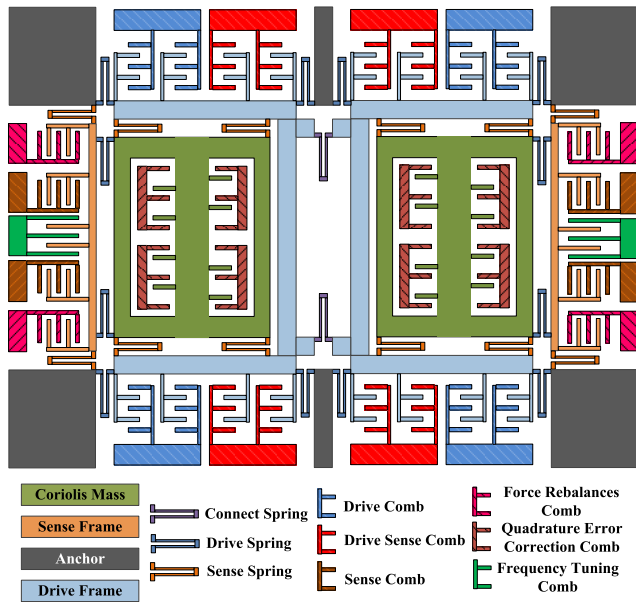 Coriolis Mass
Sense Frame
Anchor
Drive Frame
Connect Spring
Drive Spring
Sense Spring
Drive Comb
Drive Sense Comb
Sense Comb
Force Rebalances
Comb
Quadrature Error
Correction Comb
Frequency Tuning
Comb